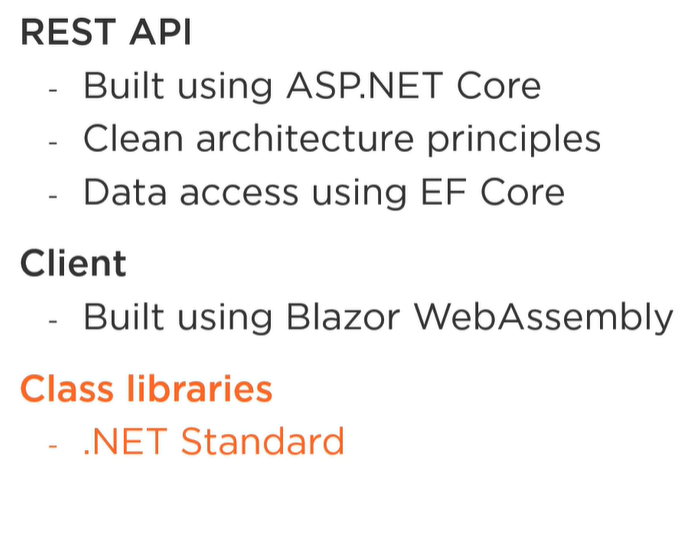 REST API
- Built using ASP.NET Core
- Clean architecture principles
- Data access using EF Core
Client
- Built using Blazor WebAssembly
Class libraries
- .NET Standard